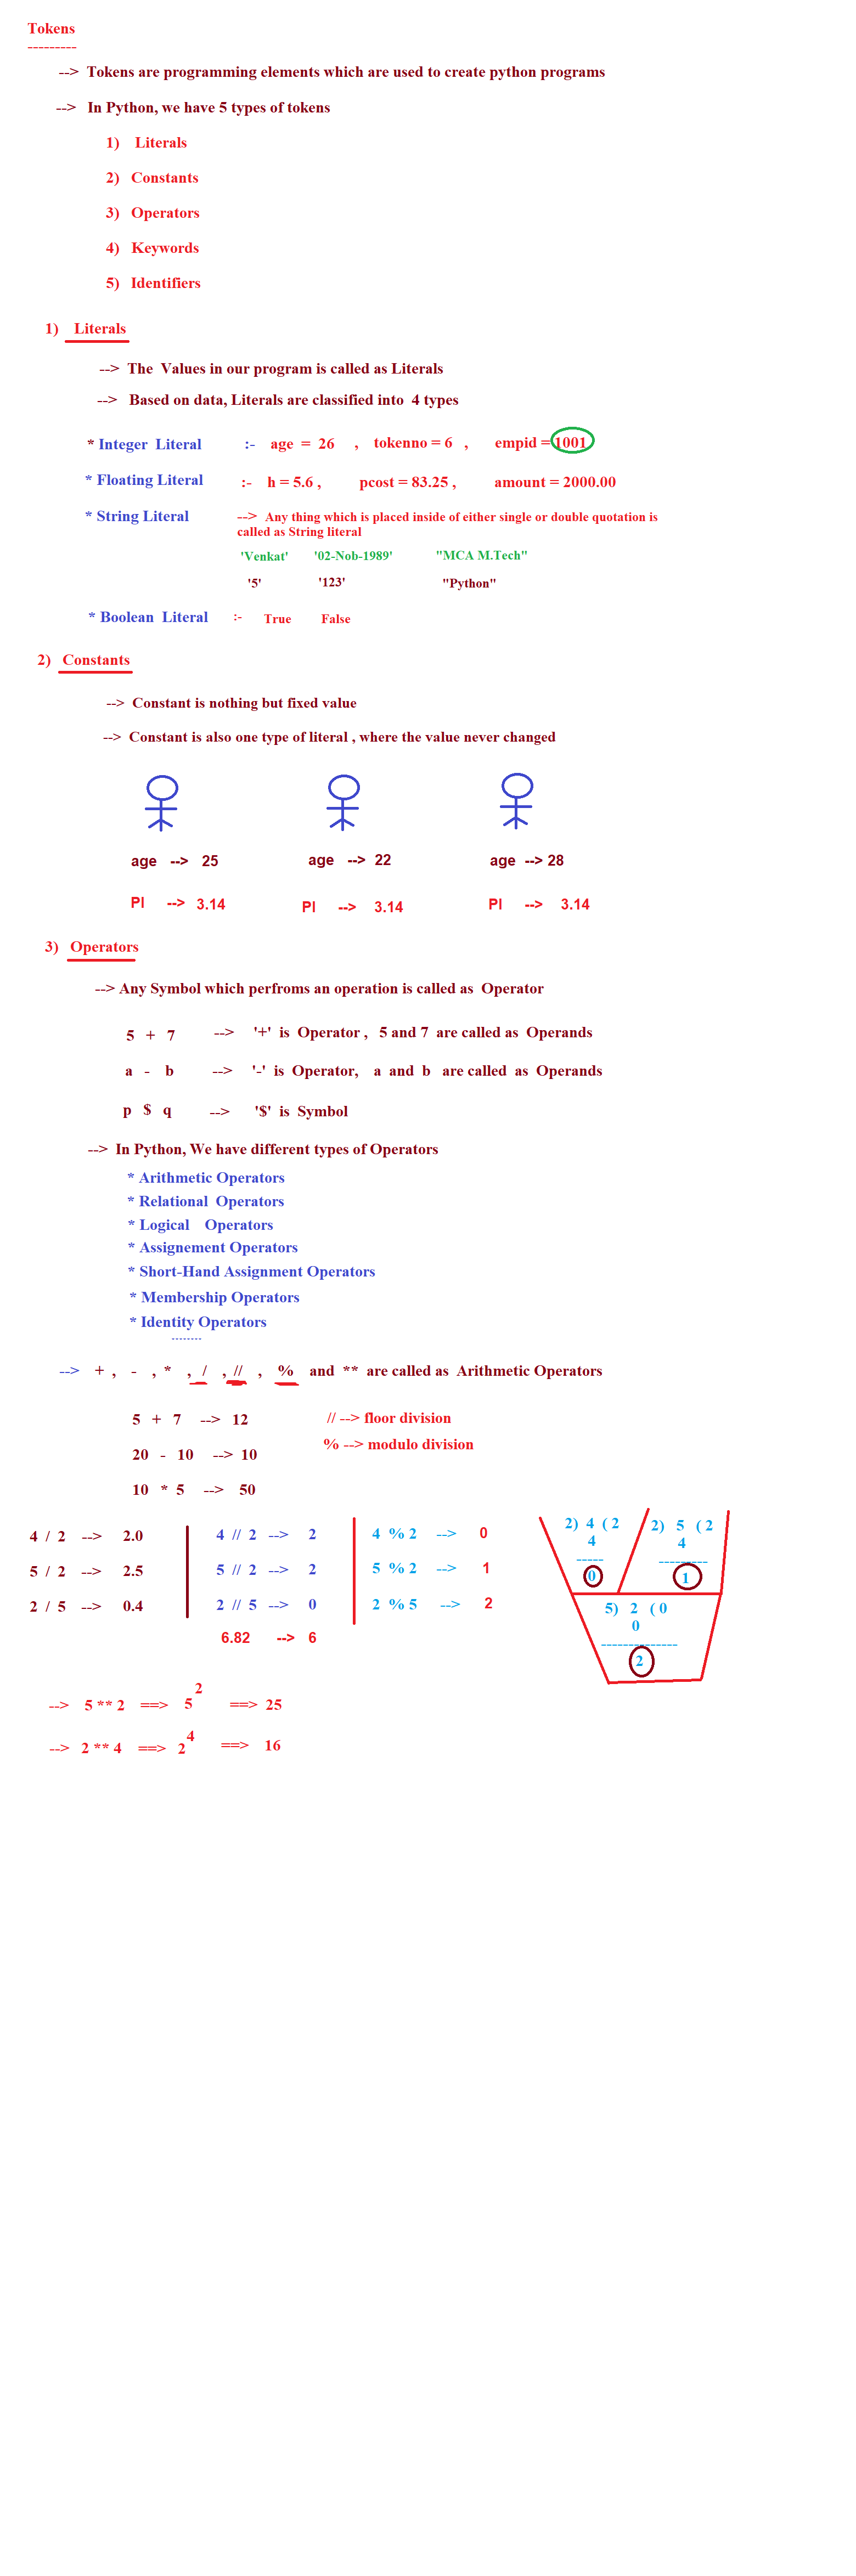 Tokens
---------
--> Tokens are programming elements which are used to create python programs
--> In Python, we have 5 types of tokens
1) Literals
2) Constants
3) Operators
4) Keywords
5) Identifiers
1) Literals
--> The Values in our program is called as Literals
--> Based on data, Literals are classified into 4 types
* Integer Literal :- age = 26 , tokenno = 6 , empid = 1001
* Floating Literal :- h = 5.6 , pcost = 83.25 , amount = 2000.00
* String Literal --> Any thing which is placed inside of either single or double quotation is
called as String literal
'Venkat' '02-Nob-1989' "MCA M.Tech"
'5' '123' "Python"
* Boolean Literal :- True False
2) Constants
--> Constant is nothing but fixed value
--> Constant is also one type of literal , where the value never changed
age --> 25 age --> 22 age --> 28
PI --> 3.14 PI --> 3.14 PI --> 3.14
3) Operators
--> Any Symbol which perfroms an operation is called as Operator
5 + 7 --> '+' is Operator , 5 and 7 are called as Operands
a - b --> '-' is Operator, a and b are called as Operands
p $ q --> '$' is Symbol
--> In Python, We have different types of Operators
* Arithmetic Operators
* Relational Operators
* Logical Operators
* Assignement Operators
* Short-Hand Assignment Operators
* Membership Operators
* Identity Operators
--------
--> + , - , * , / , // , % and ** are called as Arithmetic Operators
5 + 7 --> 12 // --> floor division
20 - 10 --> 10 % --> modulo division
10 * 5 --> 50
4 / 2 --> 2.0 4 // 2 --> 2 4 % 2 --> 0
5 / 2 --> 2.5 5 // 2 --> 2 5 % 2 --> 1
2 / 5 --> 0.4 2 // 5 --> 0 2 % 5 --> 2
6.82 --> 6
2) 4 ( 2
4
-----
0
2) 5 ( 2
4
---------
1
5) 2 ( 0
0
--------------
2
--> 5 ** 2 ==> 5 2 ==> 25
--> 2 ** 4 ==> 2 4 ==> 16